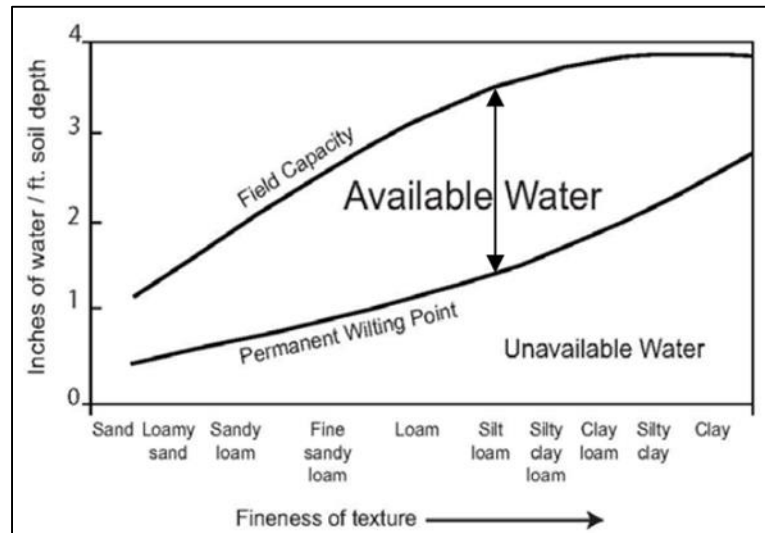 Inches of water / ft. soil depth
4
3
2
1
0
Field Capacity
Available Water
Permanent Wilting Point
Unavailable Water
Sand Loamy sand Sandy loam Fine sandy loam Loam Silt loam Silty clay loam Clay loam Silty clay Clay
Fineness of texture